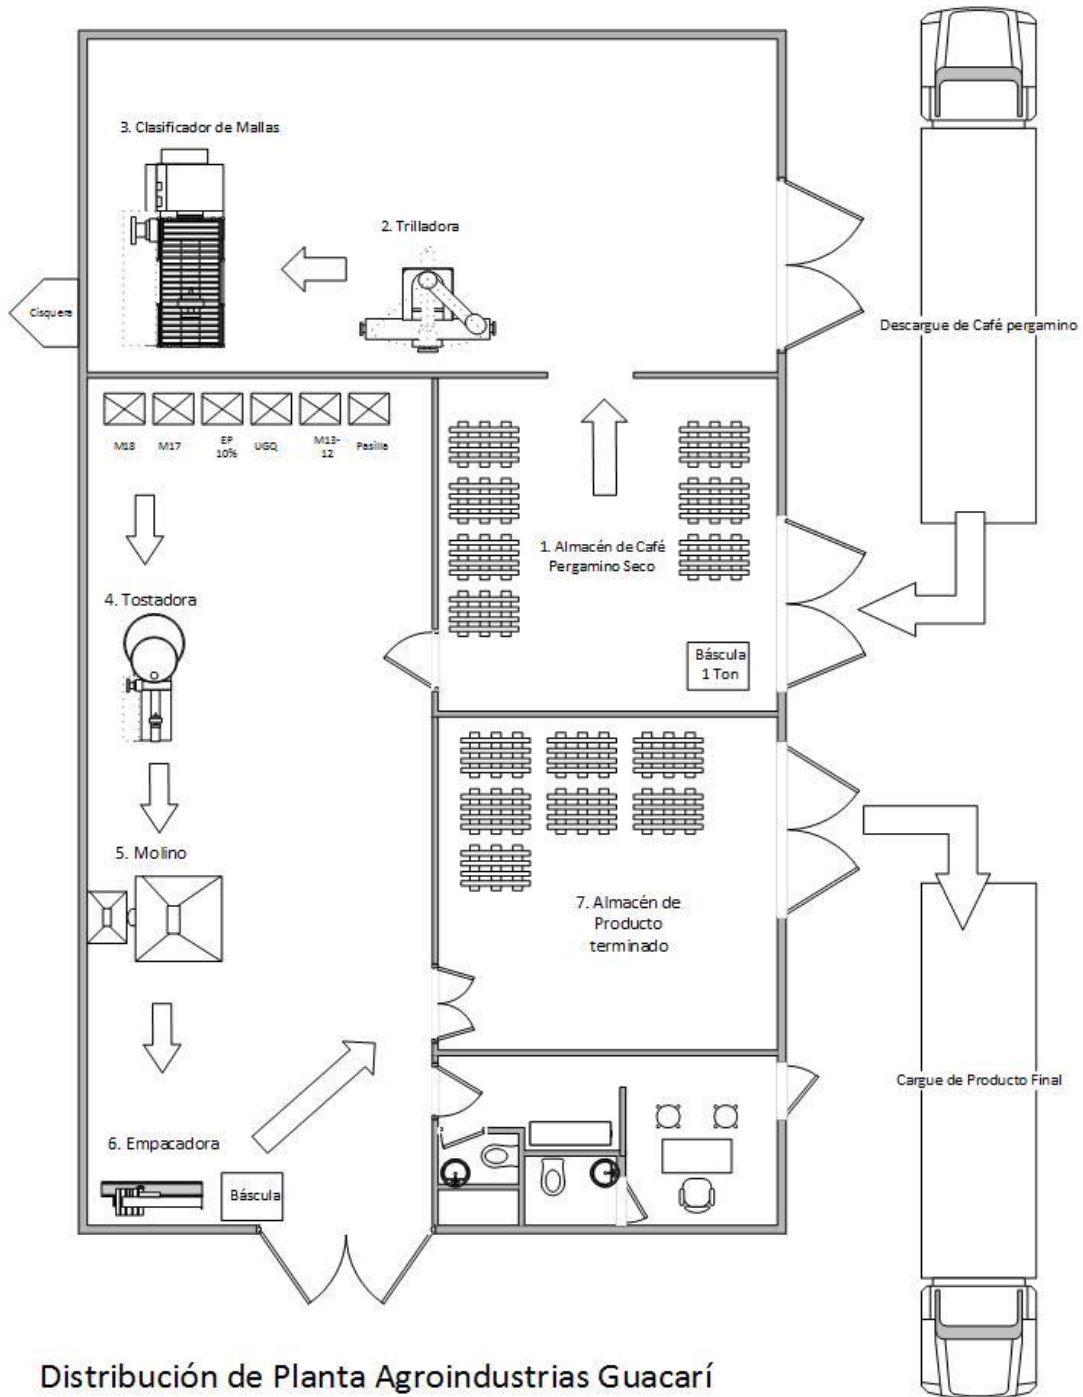 3. Clasificador de Mallas
2. Trilladora
Cisquera
Descargue de Café pergamino
M18
M17
EP
10%
UGQ
M13-
12
Pasilla
1. Almacén de Café
Pergamino Seco
4. Tostadora
Báscula
1 Ton
5. Molino
7. Almacén de
Producto
terminado
Cargue de Producto Final
6. Empacadora
Báscula
Distribución de Planta Agroindustrias Guacarí